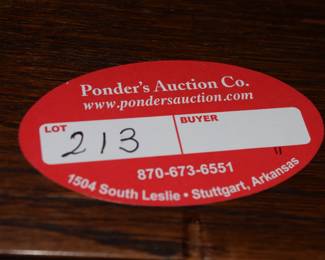 Ponder's Auction Co.
www.pondersauction.com
LOT BUYER
213
870-673-6551
1504 South Leslie • Stuttgart, Arkansas